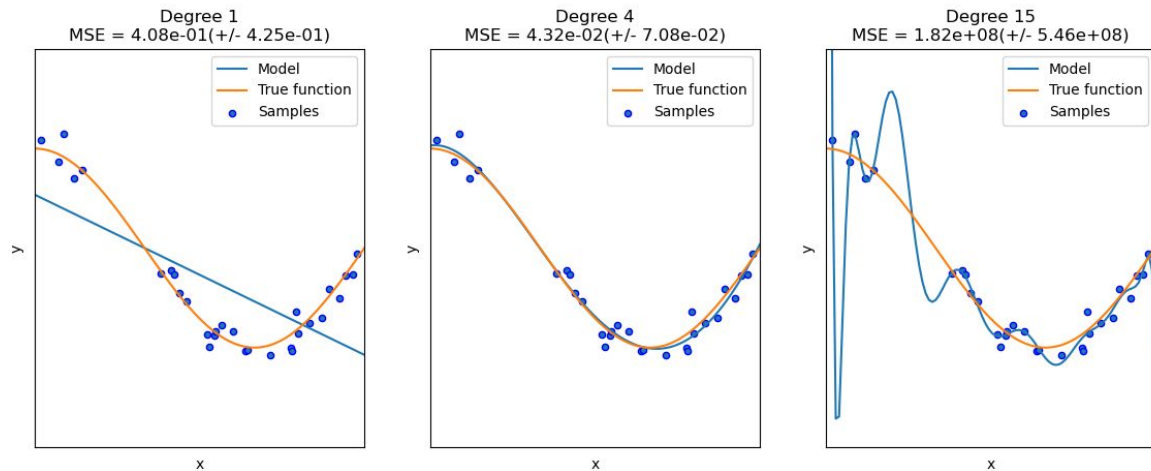 Degree 1
MSE = 4.08e-01(+/- 4.25e-01)
Model
True function
Samples
y
x
Degree 4
MSE = 4.32e-02(+/- 7.08e-02)
Model
True function
Samples
y
x
Degree 15
MSE = 1.82e+08(+/- 5.46e+08)
Model
True function
Samples
y
x